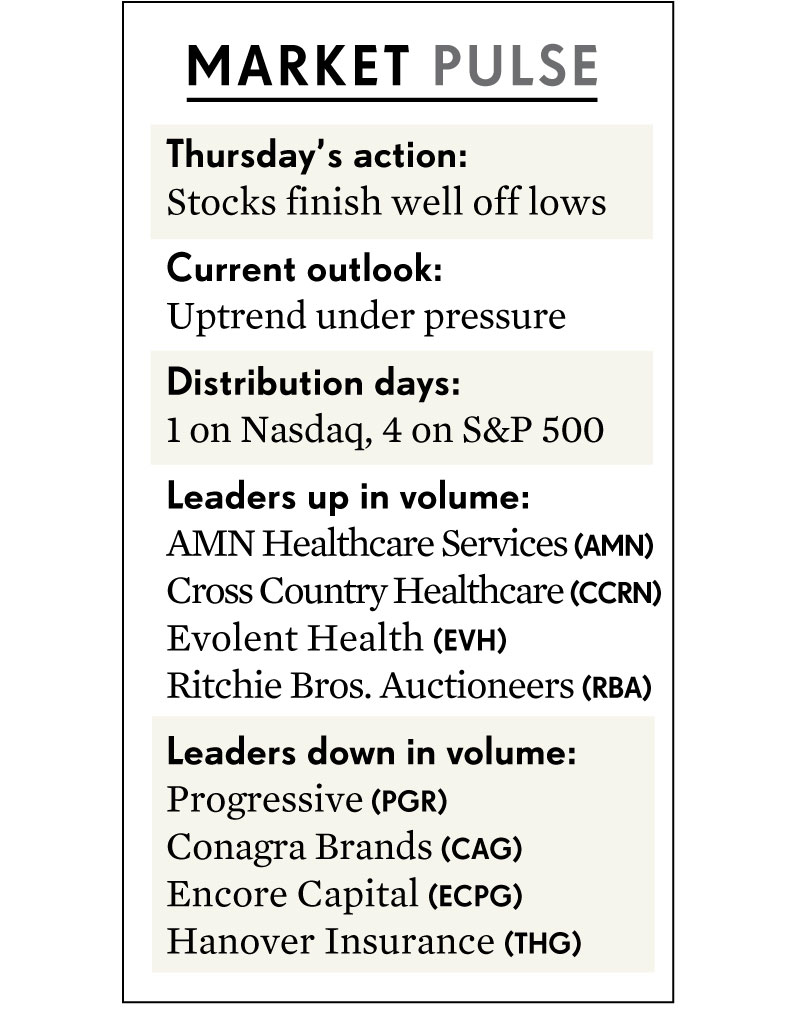 MARKET PULSE
Thursday’s action:
Stocks finish well off lows
Current outlook:
Uptrend under pressure
Distribution days:
1 on Nasdaq, 4 on S&P 500
Leaders up in volume:
AMN Healthcare Services (AMN)
Cross Country Healthcare (CCRN)
Evolent Health (EVH)
Ritchie Bros. Auctioneers (RBA)
Leaders down in volume:
Progressive (PGR)
Conagra Brands (CAG)
Encore Capital (ECPG)
Hanover Insurance (THG)